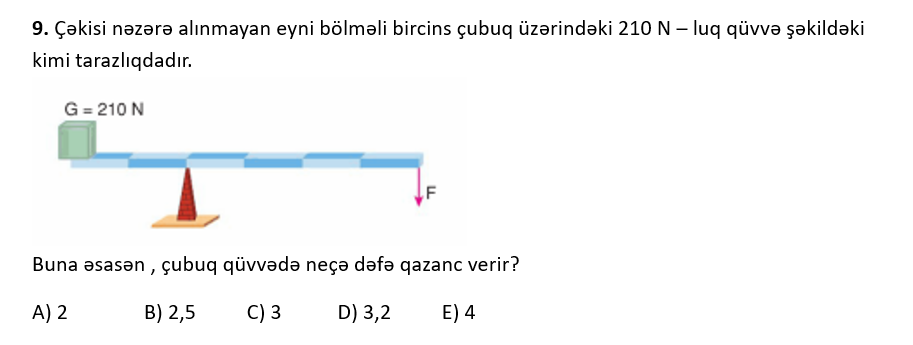 9. Çəkisi nəzərə alınmayan eyni bölməli bircins çubuq üzərindəki 210 N – luq qüvvə şəkildəki
kimi tarazlıqdadır.
G = 210 N
F
Buna əsasən , çubuq qüvvədə neçə dəfə qazanc verir?
A) 2 B) 2,5 C) 3 D) 3,2 E) 4